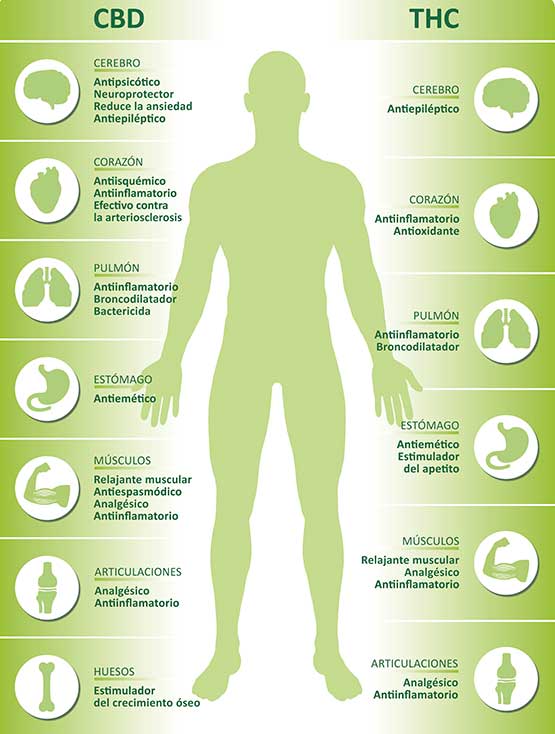 CBD
CEREBRO
Antipsicótico
Neuroprotector
Reduce la ansiedad
Antiepiléptico
CORAZÓN
Antiisquémico
Antiinflamatorio
Efectivo contra
la arteriosclerosis
PULMÓN
Antiinflamatorio
Broncodilatador
Bactericida
ESTÓMAGO
Antiemético
MÚSCULOS
Relajante muscular
Antiespasmódico
Analgésico
Antiinflamatorio
ARTICULACIONES
Analgésico
Antiinflamatorio
HUESOS
Estimulador
del crecimiento óseo
THC
CEREBRO
Antiepiléptico
CORAZÓN
Antiinflamatorio
Antioxidante
PULMÓN
Antiinflamatorio
Broncodilatador
ESTÓMAGO
Antiemético
Estimulador
del apetito
MÚSCULOS
Relajante muscular
Analgésico
Antiinflamatorio
ARTICULACIONES
Analgésico
Antiinflamatorio